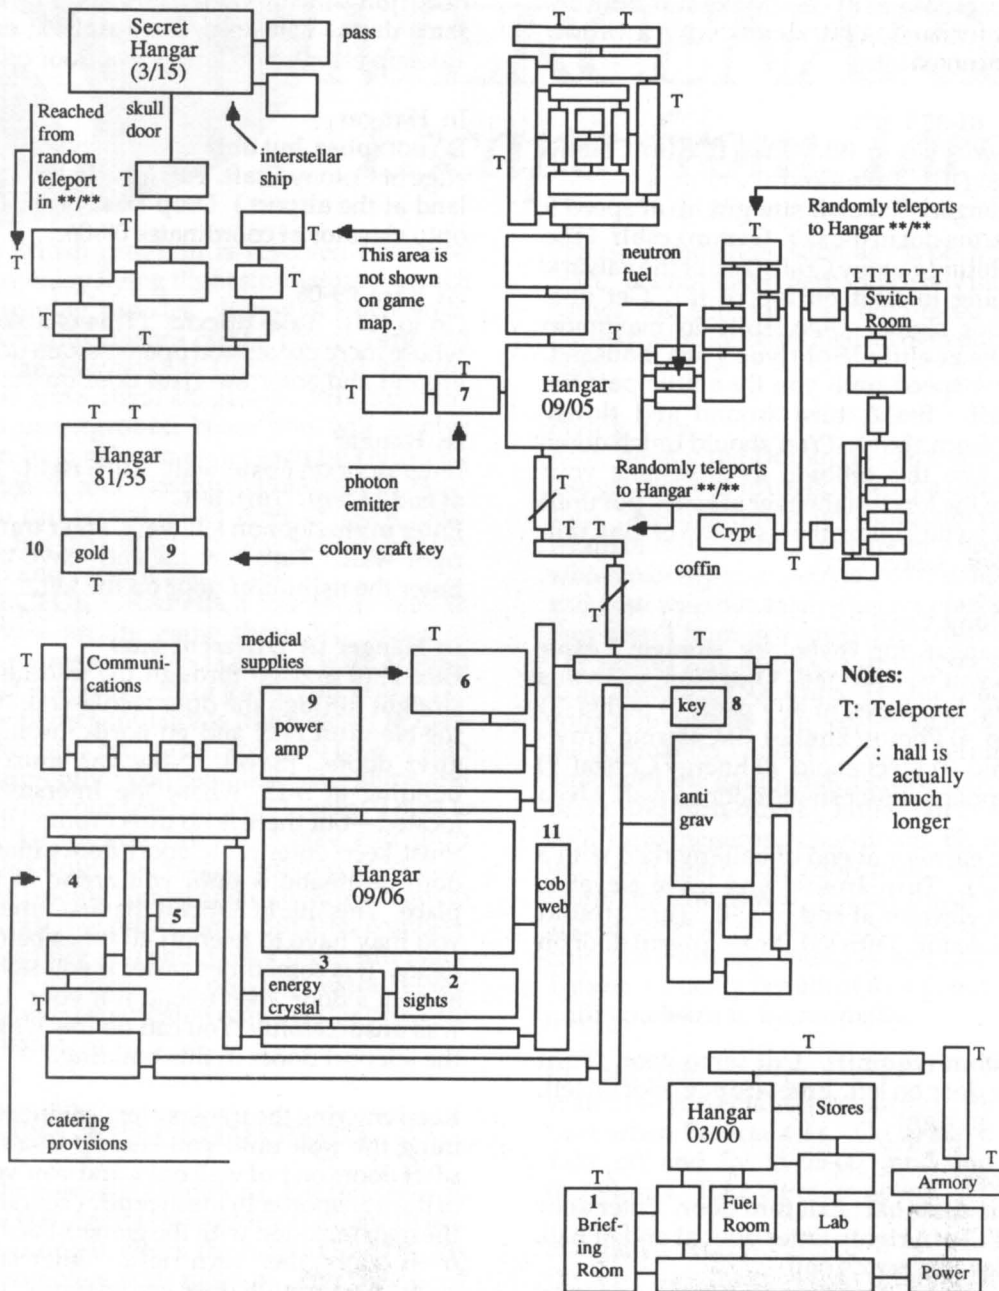 Secret
Hangar
(3/15)
pass
Reached
from
random
teleport
in **/**
skull
door
interstellar
ship
T
T
T
T
T
T
T
This area is
not shown
on game
map.
T T
T
T
neutron
fuel
T
Randomly teleports
to Hangar **/**
T
T
TTTTTT
Switch
Room
T
Hangar
09/05
T
T
7
photon
emitter
T T
Hangar
81/35
10
gold
9
T
colony craft key
T
T T
Randomly teleports
to Hangar **/**
Crypt
T
coffin
T
T
Communi-
cations
medical
supplies
T
6
9
power
amp
T
key
8
anti
grav
Notes:
T: Teleporter
: hall is
actually
much
longer
Hangar
09/06
11
cob
web
4
5
T
3
energy
crystal
2
sights
catering
provisions
T
T
Hangar
03/00
Stores
Armory
T
1
Brief-
ing
Room
Fuel
Room
Lab
Power